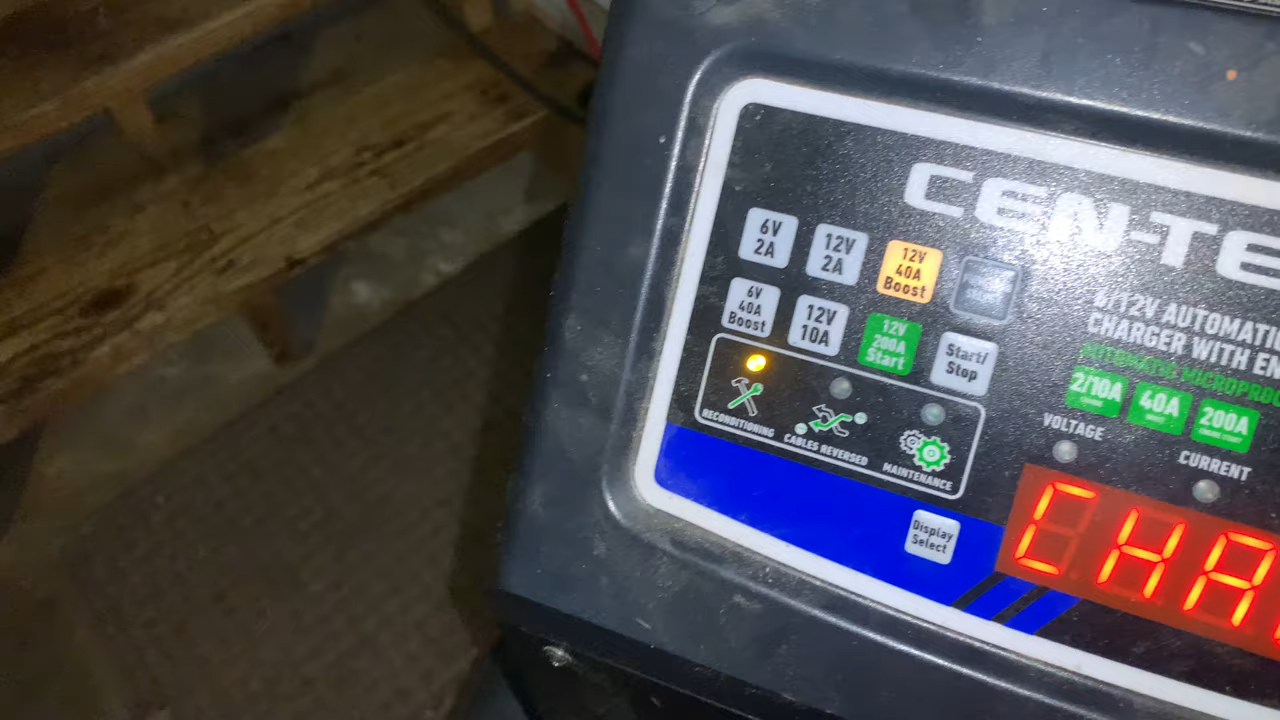 CEN-TE
6V
2A
12V
2A
12V
40A
Boost
6V
40A
Boost
12V
10A
12V
200A
Start
Start/
Stop
6/12V AUTOMATI
CHARGER WITH EN
AUTOMATIC MICROPRO
2/10A
40A
200A
RECONDITIONING
CABLES REVERSED
MAINTENANCE
VOLTAGE
CURRENT
Display
Select
CHA